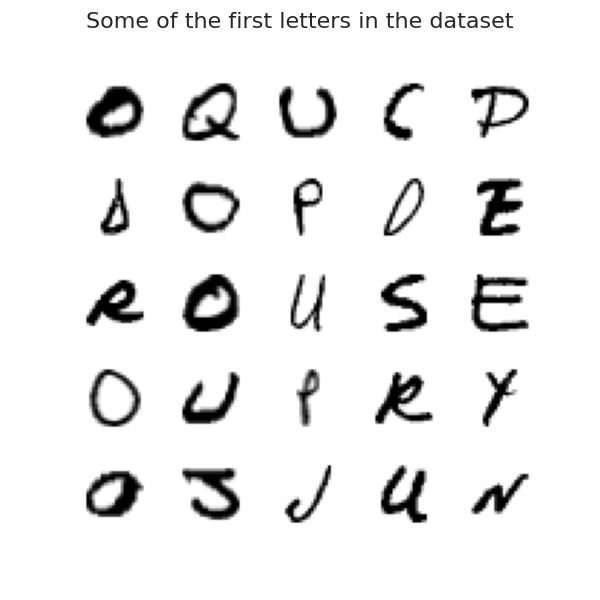 Some of the first letters in the dataset
O Q U C D
D O P O E
R O U S E
O U P R Y
O J J U N